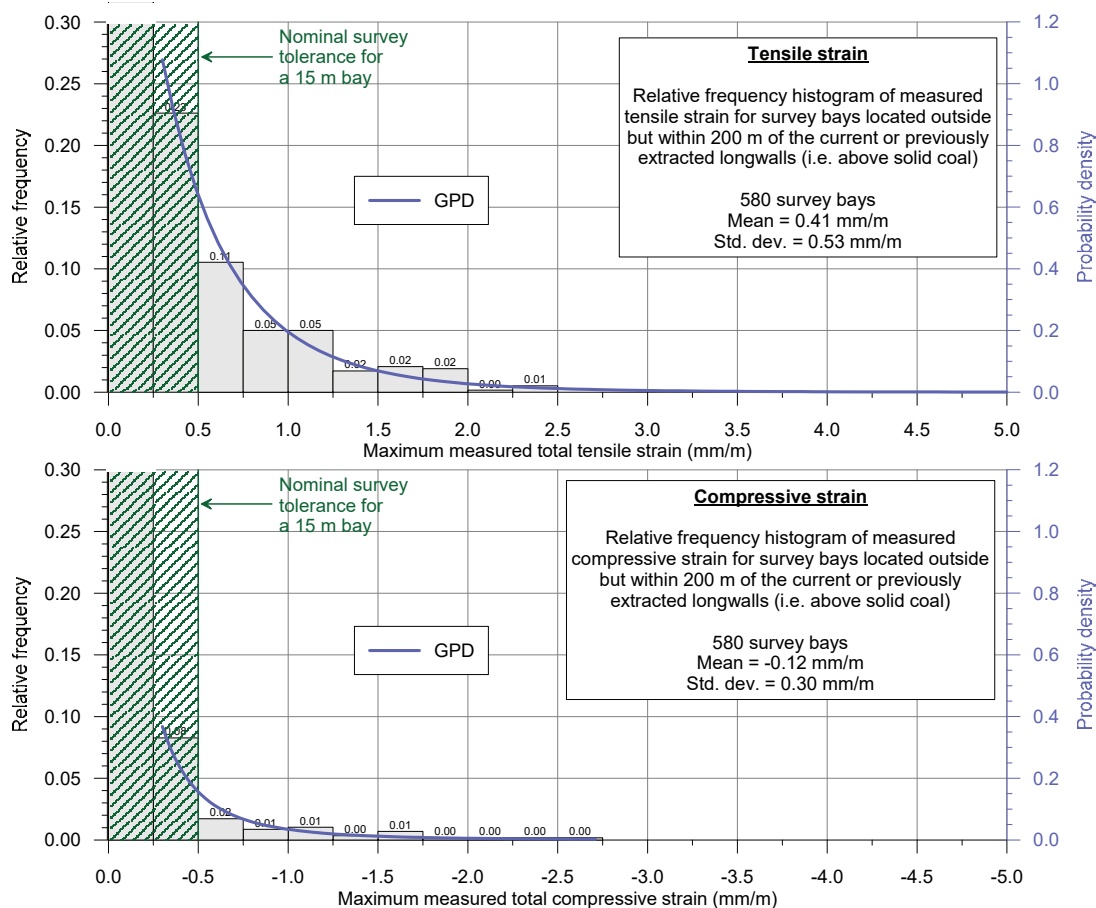 0.30
0.25
0.20
0.15
0.10
0.05
0.00
Relative frequency
1.2
1.0
0.8
0.6
0.4
0.2
0.0
Probability density
Nominal survey
tolerance for
a 15 m bay
GPD
Tensile strain
Relative frequency histogram of measured
tensile strain for survey bays located outside
but within 200 m of the current or previously
extracted longwalls (i.e. above solid coal)
580 survey bays
Mean = 0.41 mm/m
Std. dev. = 0.53 mm/m
0.23
0.11
0.05
0.05
0.02
0.02
0.02
0.00
0.01
0.0 0.5 1.0 1.5 2.0 2.5 3.0 3.5 4.0 4.5 5.0
Maximum measured total tensile strain (mm/m)
0.30
0.25
0.20
0.15
0.10
0.05
0.00
Relative frequency
1.2
1.0
0.8
0.6
0.4
0.2
0.0
Probability density
Nominal survey
tolerance for
a 15 m bay
GPD
Compressive strain
Relative frequency histogram of measured
compressive strain for survey bays located outside
but within 200 m of the current or previously
extracted longwalls (i.e. above solid coal)
580 survey bays
Mean = -0.12 mm/m
Std. dev. = 0.30 mm/m
0.08
0.02
0.01
0.01
0.00
0.01
0.00
0.00
0.00
0.00
0.0 -0.5 -1.0 -1.5 -2.0 -2.5 -3.0 -3.5 -4.0 -4.5 -5.0
Maximum measured total compressive strain (mm/m)